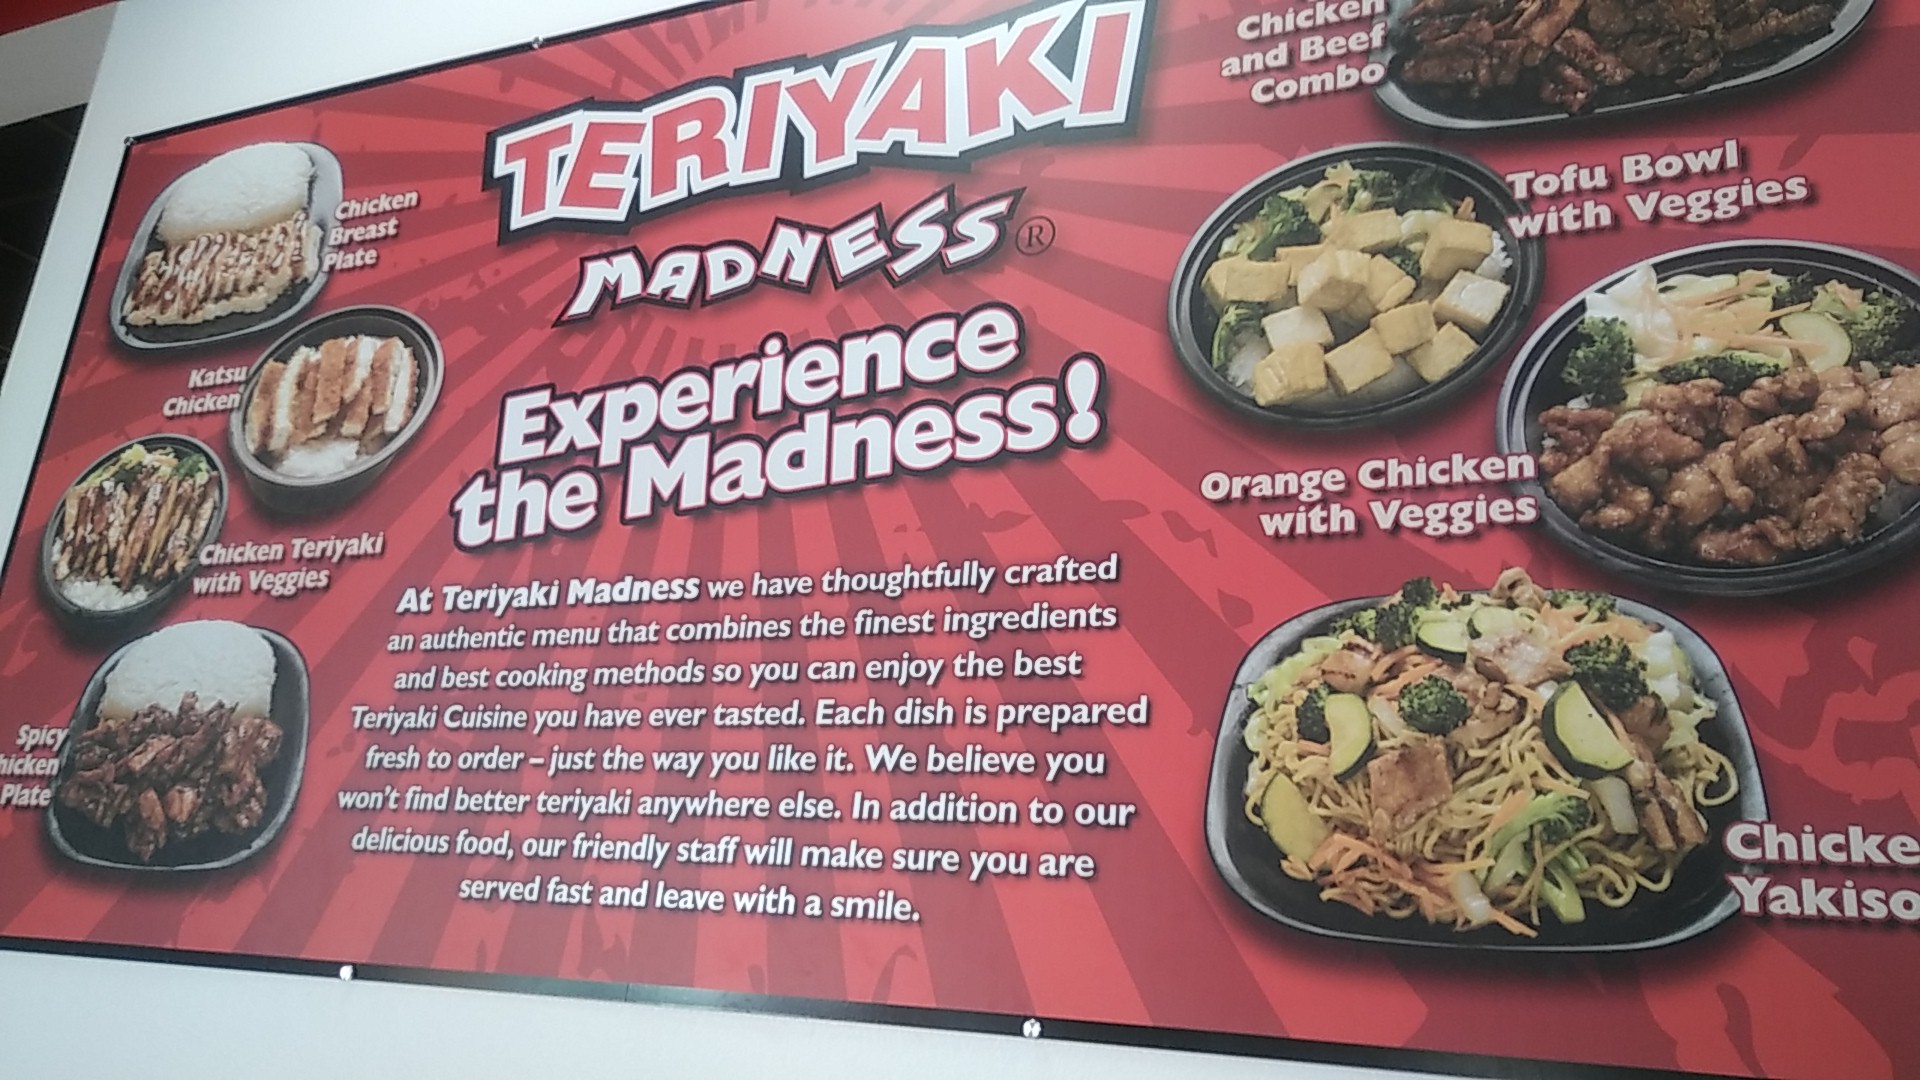 TERIYAKI
MADNESS®
Experience
the Madness!
At Teriyaki Madness we have thoughtfully crafted
an authentic menu that combines the finest ingredients
and best cooking methods so you can enjoy the best
Teriyaki Cuisine you have ever tasted. Each dish is prepared
fresh to order – just the way you like it. We believe you
won't find better teriyaki anywhere else. In addition to our
delicious food, our friendly staff will make sure you are
served fast and leave with a smile.
Chicken
Breast
Plate
Katsu
Chicken
Chicken Teriyaki
with Veggies
Spicy
hicken
Plate
Chicken
and Beef
Combo
Tofu Bowl
with Veggies
Orange Chicken
with Veggies
Chicke
Yakiso